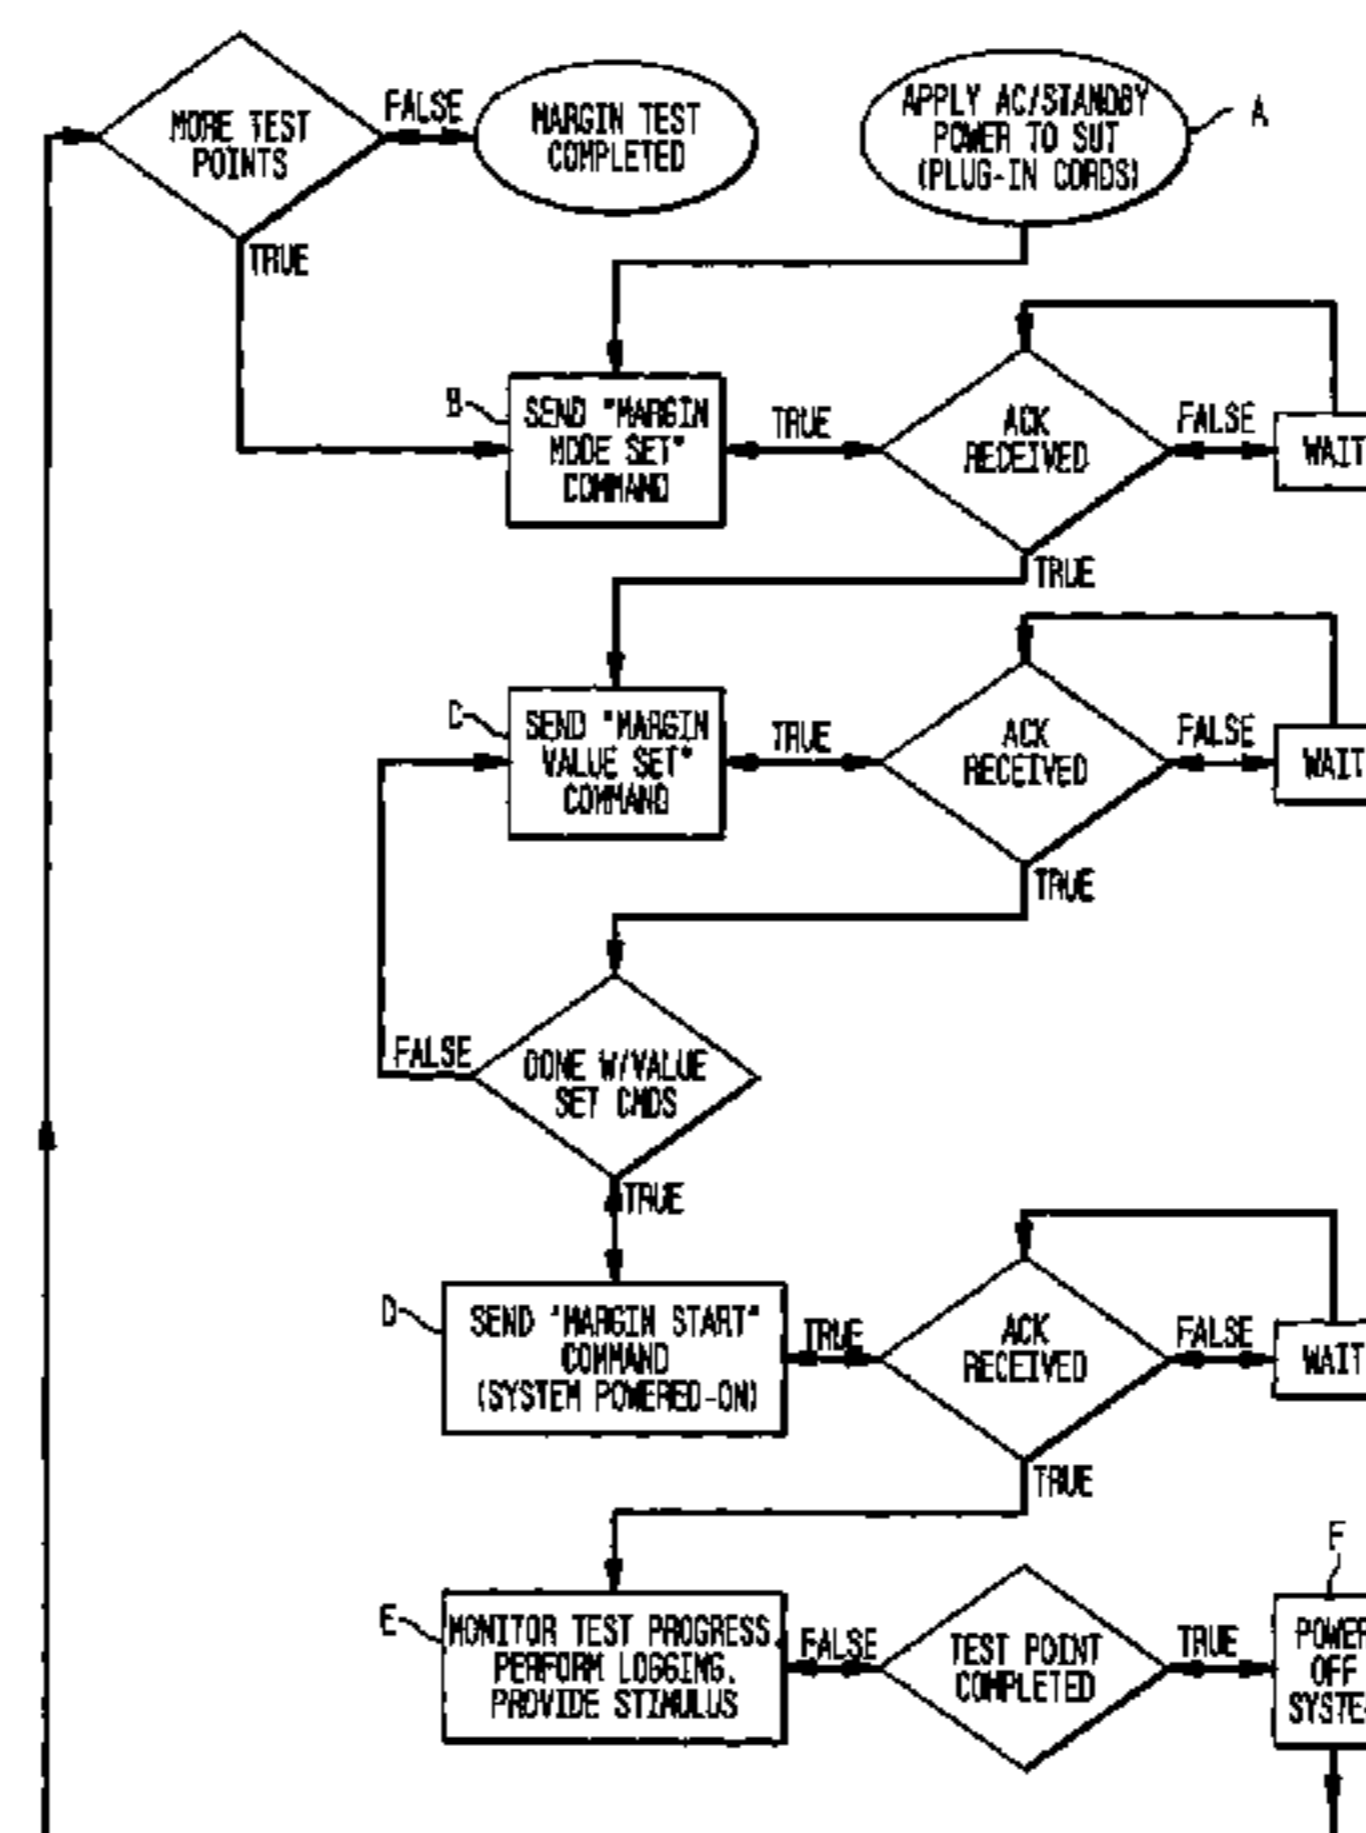 MORE TEST
POINTS
FALSE
MARGIN TEST
COMPLETED
APPLY AC/STANDBY
POWER TO SUT
(PLUG-IN CORDS)
A
TRUE
B
SEND "MARGIN
MODE SET"
COMMAND
TRUE
ACK
RECEIVED
FALSE
WAIT
TRUE
C
SEND "MARGIN
VALUE SET"
COMMAND
TRUE
ACK
RECEIVED
FALSE
WAIT
TRUE
FALSE
DONE W/VALUE
SET CMDS
TRUE
D
SEND "MARGIN START"
COMMAND
(SYSTEM POWERED-ON)
TRUE
ACK
RECEIVED
FALSE
WAIT
TRUE
E
MONITOR TEST PROGRESS,
PERFORM LOGGING,
PROVIDE STIMULUS
FALSE
TEST POINT
COMPLETED
TRUE
F
POWER
OFF
SYSTE